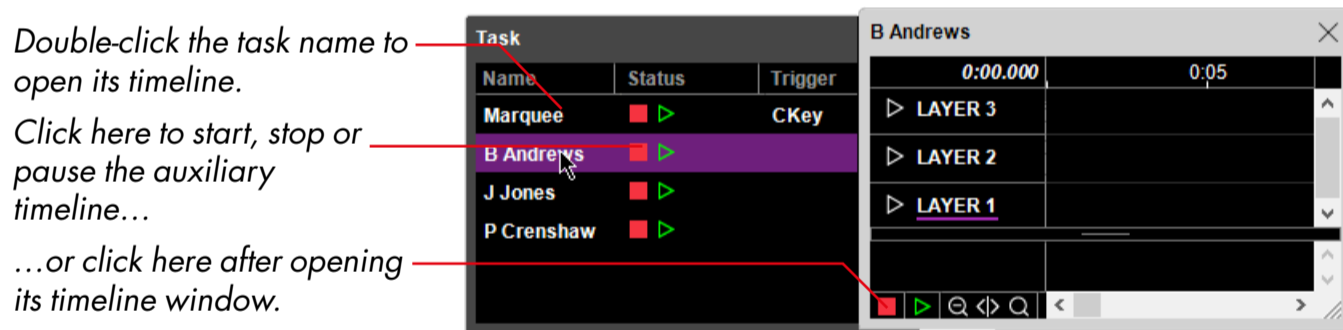 Double-click the task name to
open its timeline.
Click here to start, stop or
pause the auxiliary
timeline…
…or click here after opening
its timeline window.
Task
Name Status Trigger
Marquee CKey
B Andrews
J Jones
P Crenshaw
B Andrews
0:00.000 0:05
LAYER 3
LAYER 2
LAYER 1